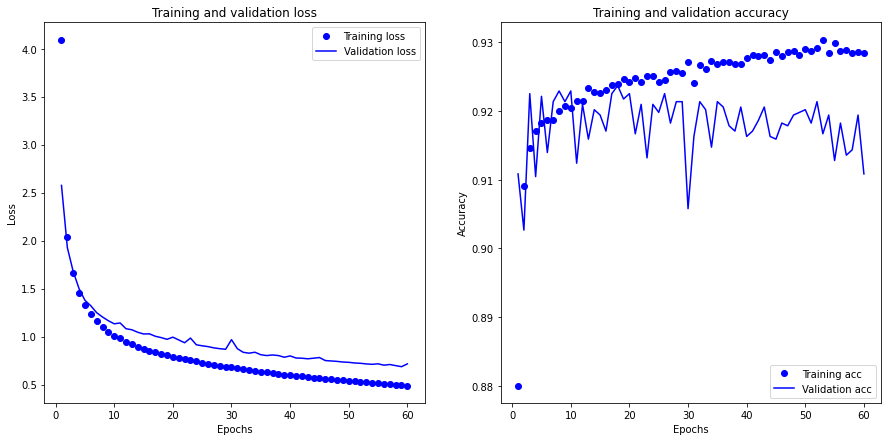 Training and validation loss
Training loss
Validation loss
4.0
3.5
3.0
2.5
2.0
1.5
1.0
0.5
Loss
0 10 20 30 40 50 60
Epochs
Training and validation accuracy
0.93
0.92
0.91
0.90
0.89
0.88
Accuracy
Training acc
Validation acc
0 10 20 30 40 50 60
Epochs